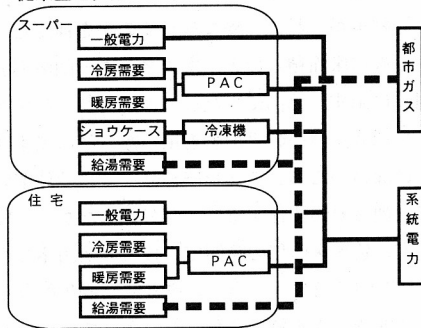 スーパー
一般電力
冷房需要
PAC
暖房需要
ショウケース
冷凍機
給湯需要
都市ガス
住宅
一般電力
冷房需要
PAC
暖房需要
給湯需要
系統電力